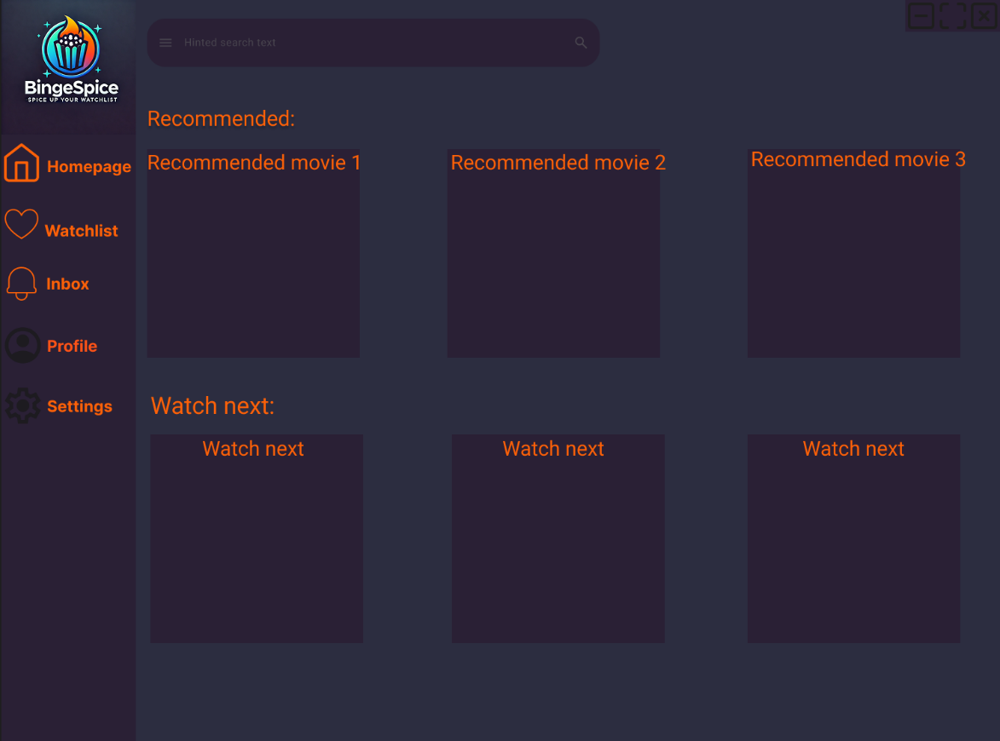 BingeSpice
SPICE UP YOUR WATCHLIST
Hinted search text
Homepage
Watchlist
Inbox
Profile
Settings
Recommended:
Recommended movie 1
Recommended movie 2
Recommended movie 3
Watch next:
Watch next
Watch next
Watch next